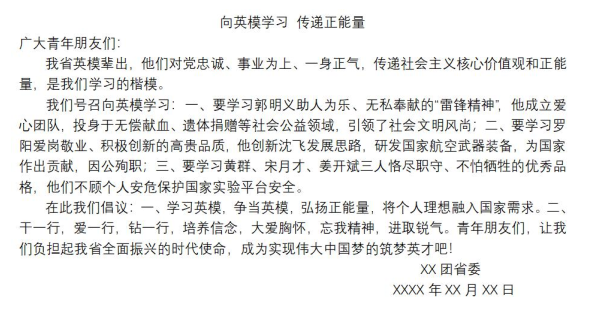 向英模学习 传递正能量
广大青年朋友们：
我省英模辈出，他们对党忠诚、事业为上、一身正气，传递社会主义核心价值观和正能
量，是我们学习的楷模。
我们号召向英模学习：一、要学习郭明义助人为乐、无私奉献的“雷锋精神”，他成立爱
心团队，投身于无偿献血、遗体捐赠等社会公益领域，引领了社会文明风尚；二、要学习罗
阳爱岗敬业、积极创新的高贵品质，他创新沈飞发展思路，研发国家航空武器装备，为国家
作出贡献，因公殉职；三、要学习黄群、宋月才、姜开斌三人恪尽职守、不怕牺牲的优秀品
格，他们不顾个人安危保护国家实验平台安全。
在此我们倡议：一、学习英模，争当英模，弘扬正能量，将个人理想融入国家需求。二、
干一行，爱一行，钻一行，培养信念，大爱胸怀，忘我精神，进取锐气。青年朋友们，让我
们负担起我省全面振兴的时代使命，成为实现伟大中国梦的筑梦英才吧！
XX 团省委
XXXX 年 XX 月 XX 日